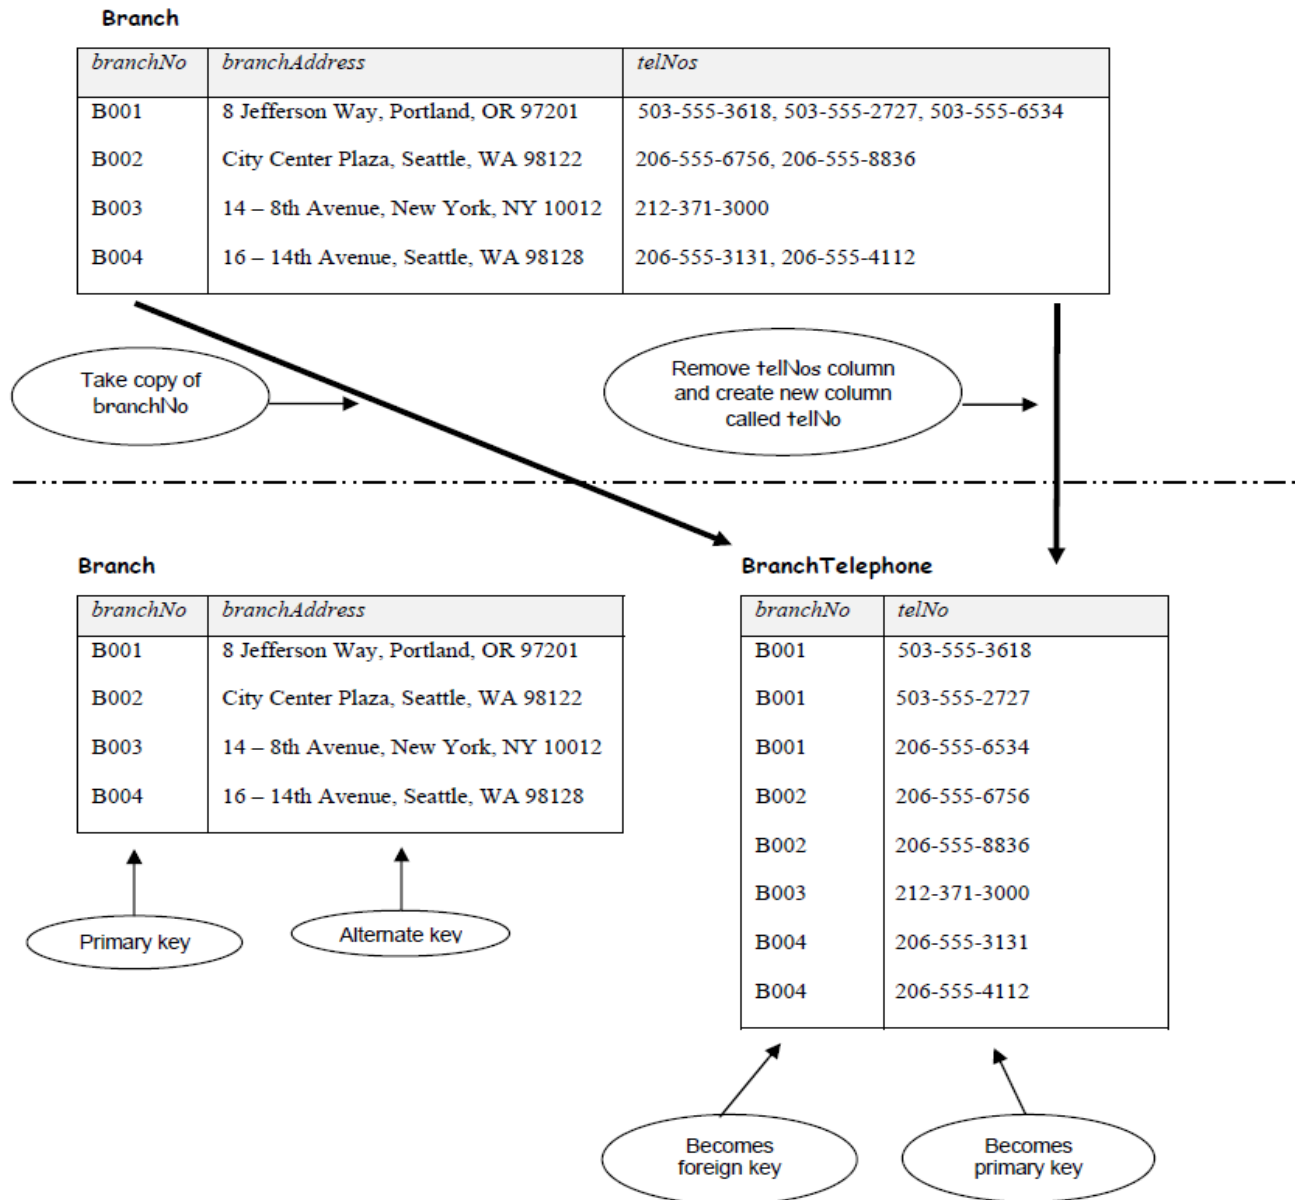 Branch
branchNo branchAddress telNos
B001 8 Jefferson Way, Portland, OR 97201 503-555-3618, 503-555-2727, 503-555-6534
B002 City Center Plaza, Seattle, WA 98122 206-555-6756, 206-555-8836
B003 14 – 8th Avenue, New York, NY 10012 212-371-3000
B004 16 – 14th Avenue, Seattle, WA 98128 206-555-3131, 206-555-4112
Take copy of
branchNo
Remove telNos column
and create new column
called telNo
Branch
branchNo branchAddress
B001 8 Jefferson Way, Portland, OR 97201
B002 City Center Plaza, Seattle, WA 98122
B003 14 – 8th Avenue, New York, NY 10012
B004 16 – 14th Avenue, Seattle, WA 98128
Primary key
Alternate key
BranchTelephone
branchNo telNo
B001 503-555-3618
B001 503-555-2727
B001 206-555-6534
B002 206-555-6756
B002 206-555-8836
B003 212-371-3000
B004 206-555-3131
B004 206-555-4112
Becomes
foreign key
Becomes
primary key